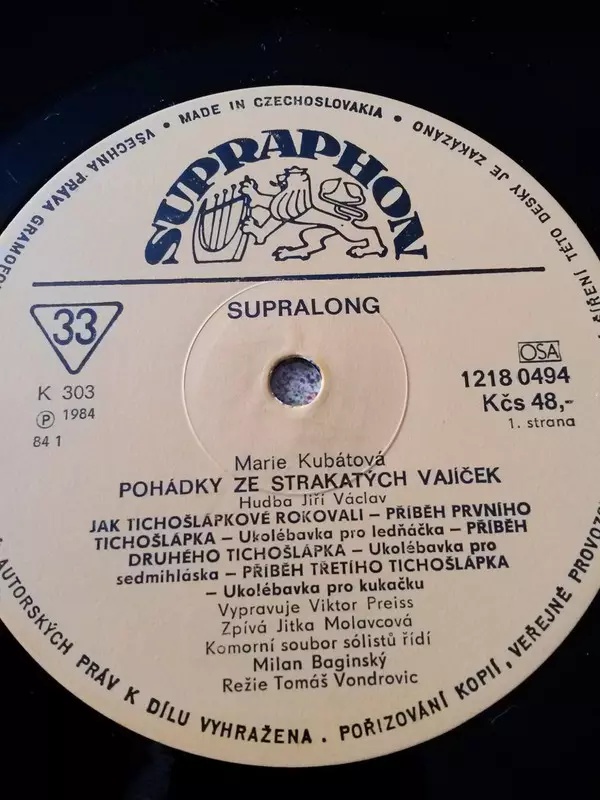 VŠECHNA PRÁVA GRAMOFO
• MADE IN CZECHOSLOVAKIA •
ŠÍŘENÍ TÉTO DESKY JE ZAKÁZÁNO
SUPRAPHON
SUPRALONG
33
K 303
Ⓟ 1984
84 1
OSA
1218 0494
Kčs 48,-
1. strana
Marie Kubátová
POHÁDKY ZE STRAKATÝCH VAJÍČEK
Hudba Jiří Václav
JAK TICHOŠLÁPKOVÉ ROKOVALI – PŘÍBĚH PRVNÍHO
TICHOŠLÁPKA – Ukolébavka pro ledňáčka – PŘÍBĚH
DRUHÉHO TICHOŠLÁPKA – Ukolébavka pro
sedmihláska – PŘÍBĚH TŘETÍHO TICHOŠLÁPKA
– Ukolébavka pro kukačku
Vypravuje Viktor Preiss
Zpívá Jitka Molavcová
Komorní soubor sólistů řídí
Milan Baginský
Režie Tomáš Vondrovic
AUTORSKÝCH PRÁV K DÍLU VYHRAŽENA . POŘIZOVÁNÍ KOPIÍ, VEŘEJNÉ PROVOZO